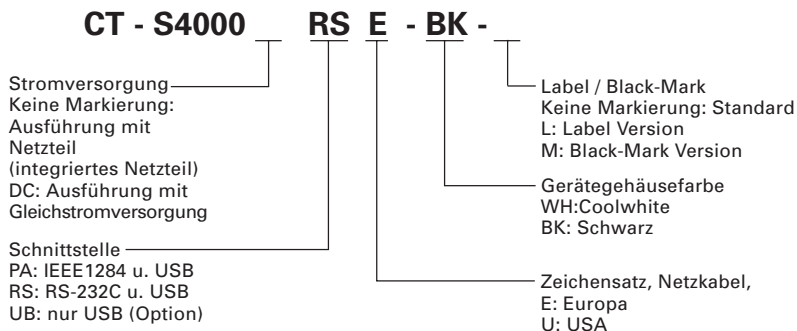 CT - S4000 __ RS E - BK - __
Stromversorgung
Keine Markierung:
Ausführung mit
Netzteil
(integriertes Netzteil)
DC: Ausführung mit
Gleichstromversorgung
Schnittstelle
PA: IEEE1284 u. USB
RS: RS-232C u. USB
UB: nur USB (Option)
Label / Black-Mark
Keine Markierung: Standard
L: Label Version
M: Black-Mark Version
Gerätegehäusefarbe
WH:Coolwhite
BK: Schwarz
Zeichensatz, Netzkabel,
E: Europa
U: USA